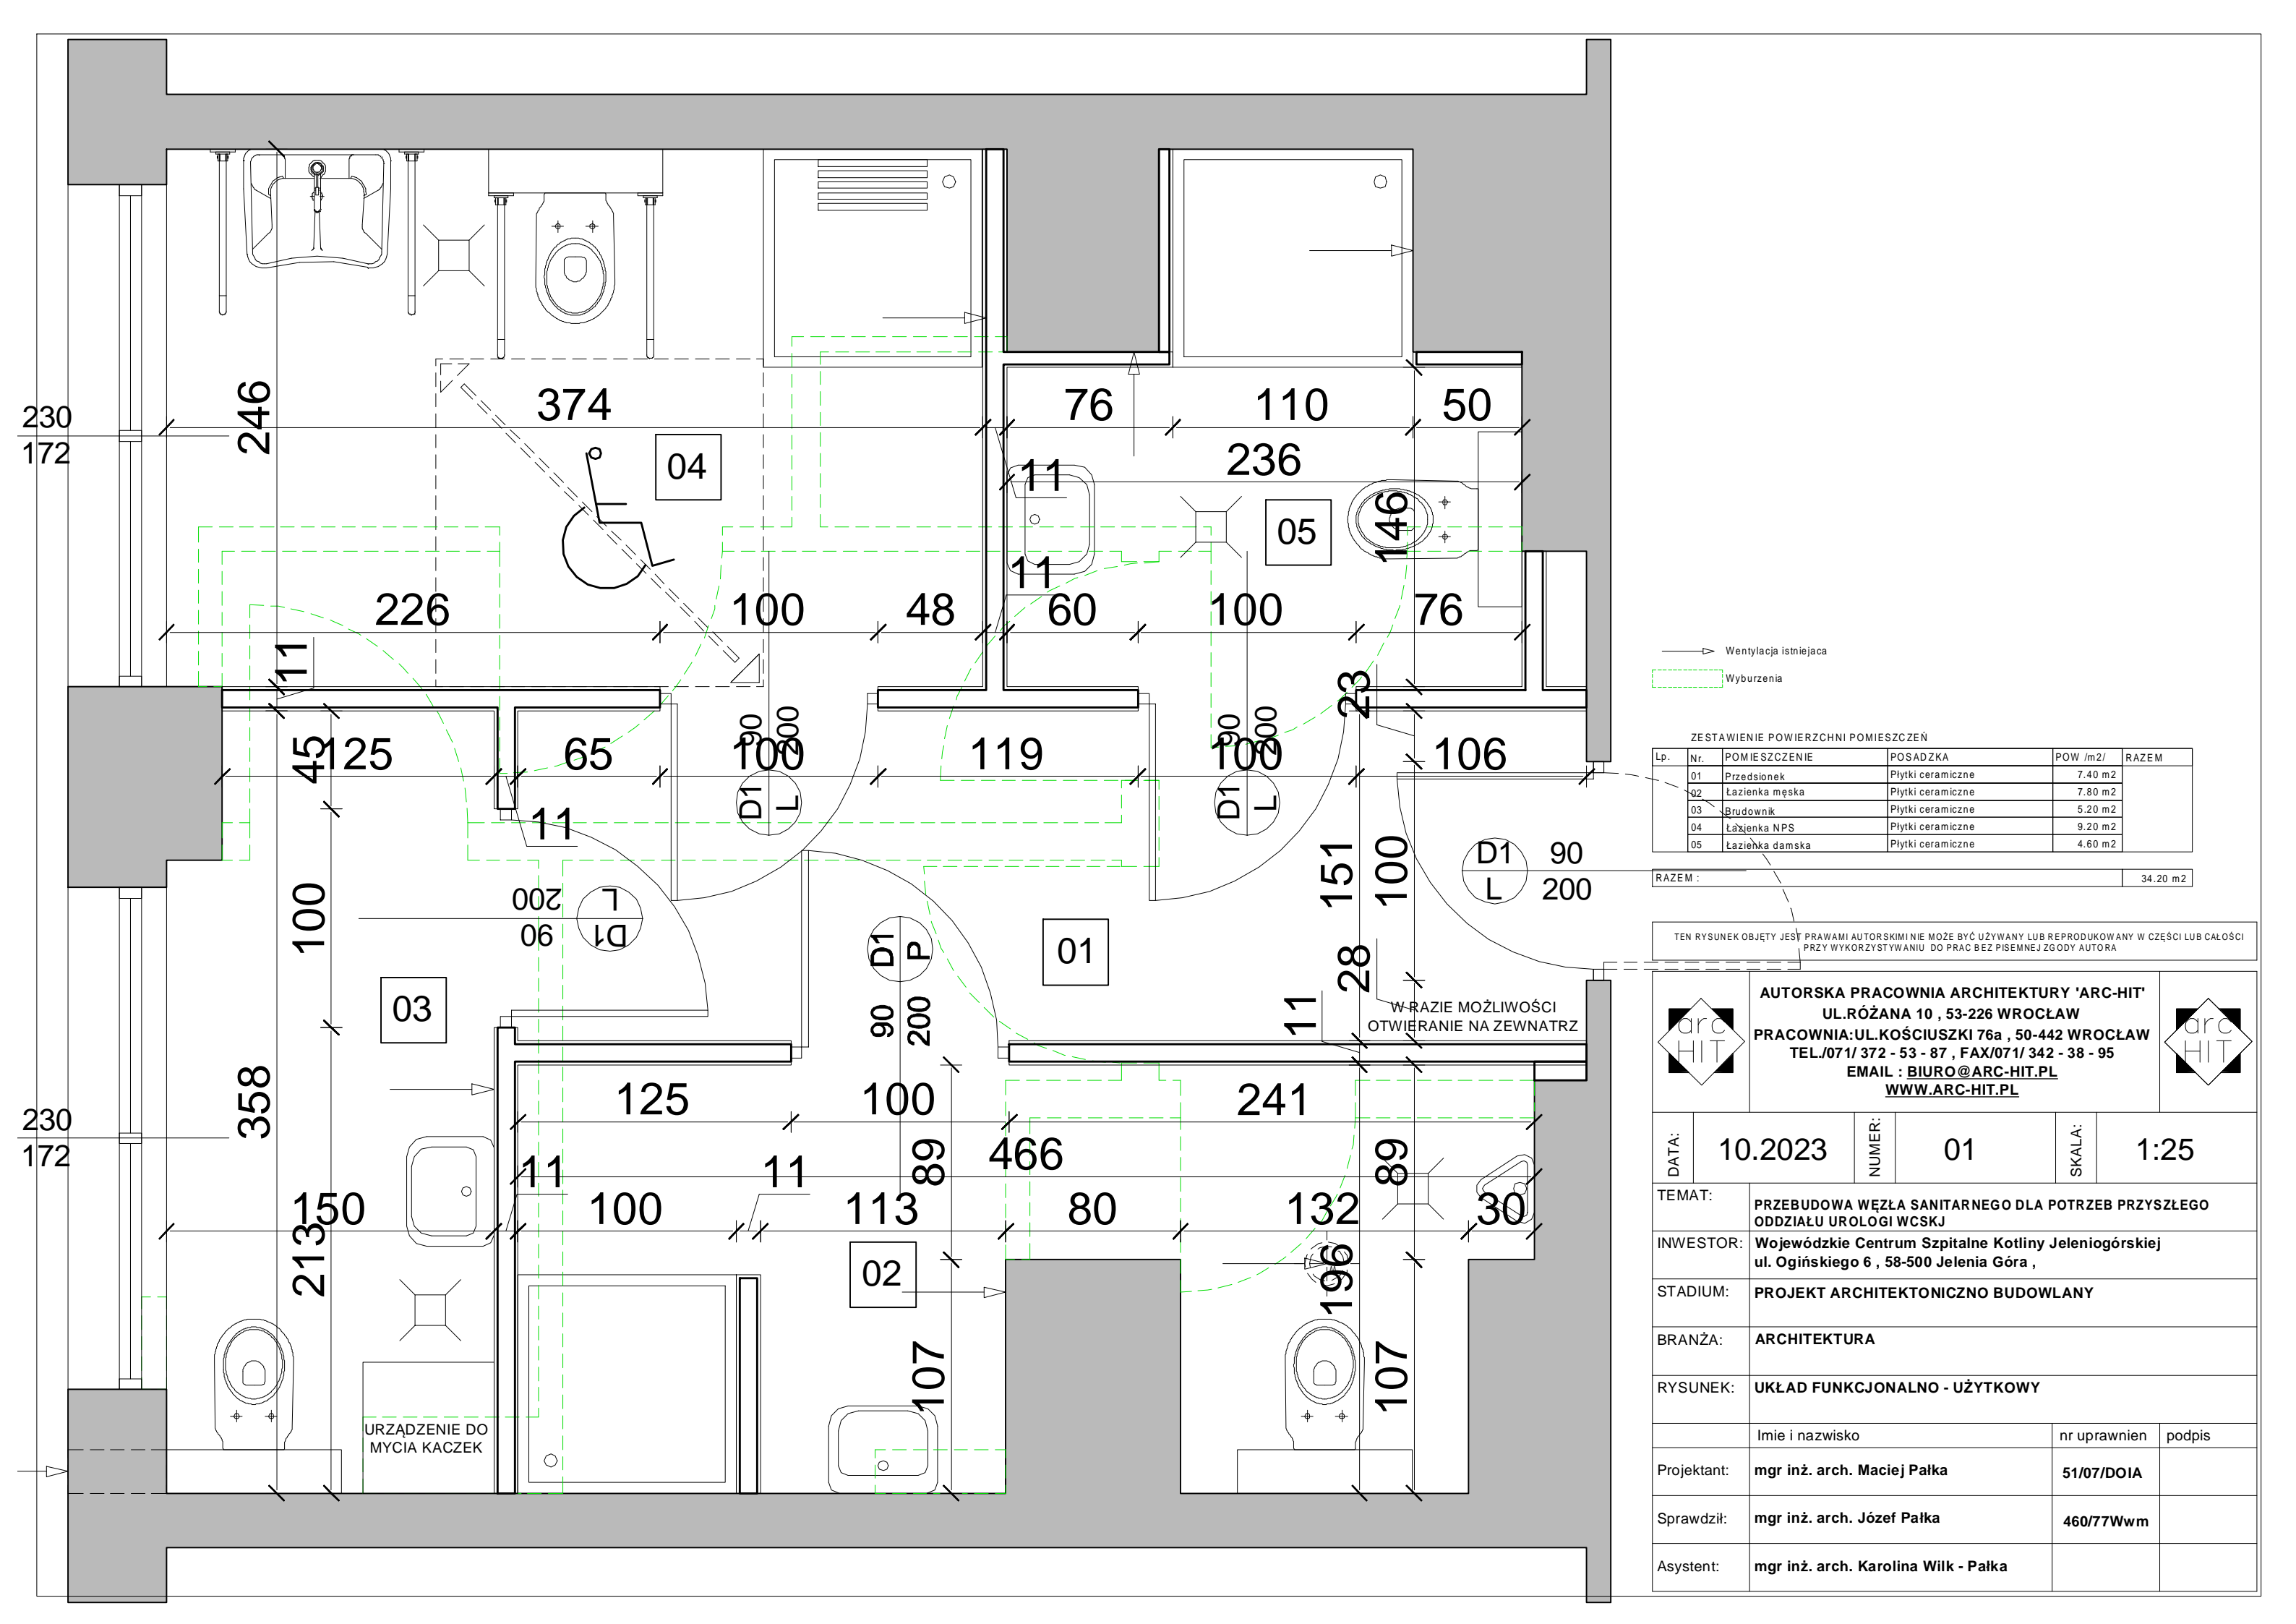 230
172
246
374
04
76
110
50
236
11
05
146
11
226
100
48
60
100
76
11
23
90
200
90
200
45
125
65
100
119
100
106
D1
L
D1
L
11
151
100
D1
L
90
200
200
90
L
D1
D1
P
01
28
03
90
200
11
W RAZIE MOŻLIWOŚCI
OTWIERANIE NA ZEWNATRZ
358
125
100
241
230
172
89
466
89
11
11
150
100
113
80
132
30
213
02
196
107
107
URZĄDZENIE DO
MYCIA KACZEK
Wentylacja istniejaca
Wyburzenia
ZESTAWIENIE POWIERZCHNI POMIESZCZEŃ
Lp. Nr. POMIESZCZENIE POSADZKA POW /m2/ RAZEM
01 Przedsionek Płytki ceramiczne 7.40 m2
02 Łazienka męska Płytki ceramiczne 7.80 m2
03 Brudownik Płytki ceramiczne 5.20 m2
04 Łazienka NPS Płytki ceramiczne 9.20 m2
05 Łazienka damska Płytki ceramiczne 4.60 m2
RAZEM : 34.20 m2
TEN RYSUNEK OBJĘTY JEST PRAWAMI AUTORSKIMI NIE MOŻE BYĆ UŻYWANY LUB REPRODUKOWANY W CZĘŚCI LUB CAŁOŚCI
PRZY WYKORZYSTYWANIU DO PRAC BEZ PISEMNEJ ZGODY AUTORA
arc
HIT
AUTORSKA PRACOWNIA ARCHITEKTURY 'ARC-HIT'
UL.RÓŻANA 10 , 53-226 WROCŁAW
PRACOWNIA:UL.KOŚCIUSZKI 76a , 50-442 WROCŁAW
TEL./071/ 372 - 53 - 87 , FAX/071/ 342 - 38 - 95
EMAIL : BIURO@ARC-HIT.PL
WWW.ARC-HIT.PL
arc
HIT
DATA: 10.2023 NUMER: 01 SKALA: 1:25
TEMAT: PRZEBUDOWA WĘZŁA SANITARNEGO DLA POTRZEB PRZYSZŁEGO
ODDZIAŁU UROLOGI WCSKJ
INWESTOR: Wojewódzkie Centrum Szpitalne Kotliny Jeleniogórskiej
ul. Ogińskiego 6 , 58-500 Jelenia Góra ,
STADIUM: PROJEKT ARCHITEKTONICZNO BUDOWLANY
BRANŻA: ARCHITEKTURA
RYSUNEK: UKŁAD FUNKCJONALNO - UŻYTKOWY
Imie i nazwisko nr uprawnien podpis
Projektant: mgr inż. arch. Maciej Pałka 51/07/DOIA
Sprawdził: mgr inż. arch. Józef Pałka 460/77Wwm
Asystent: mgr inż. arch. Karolina Wilk - Pałka